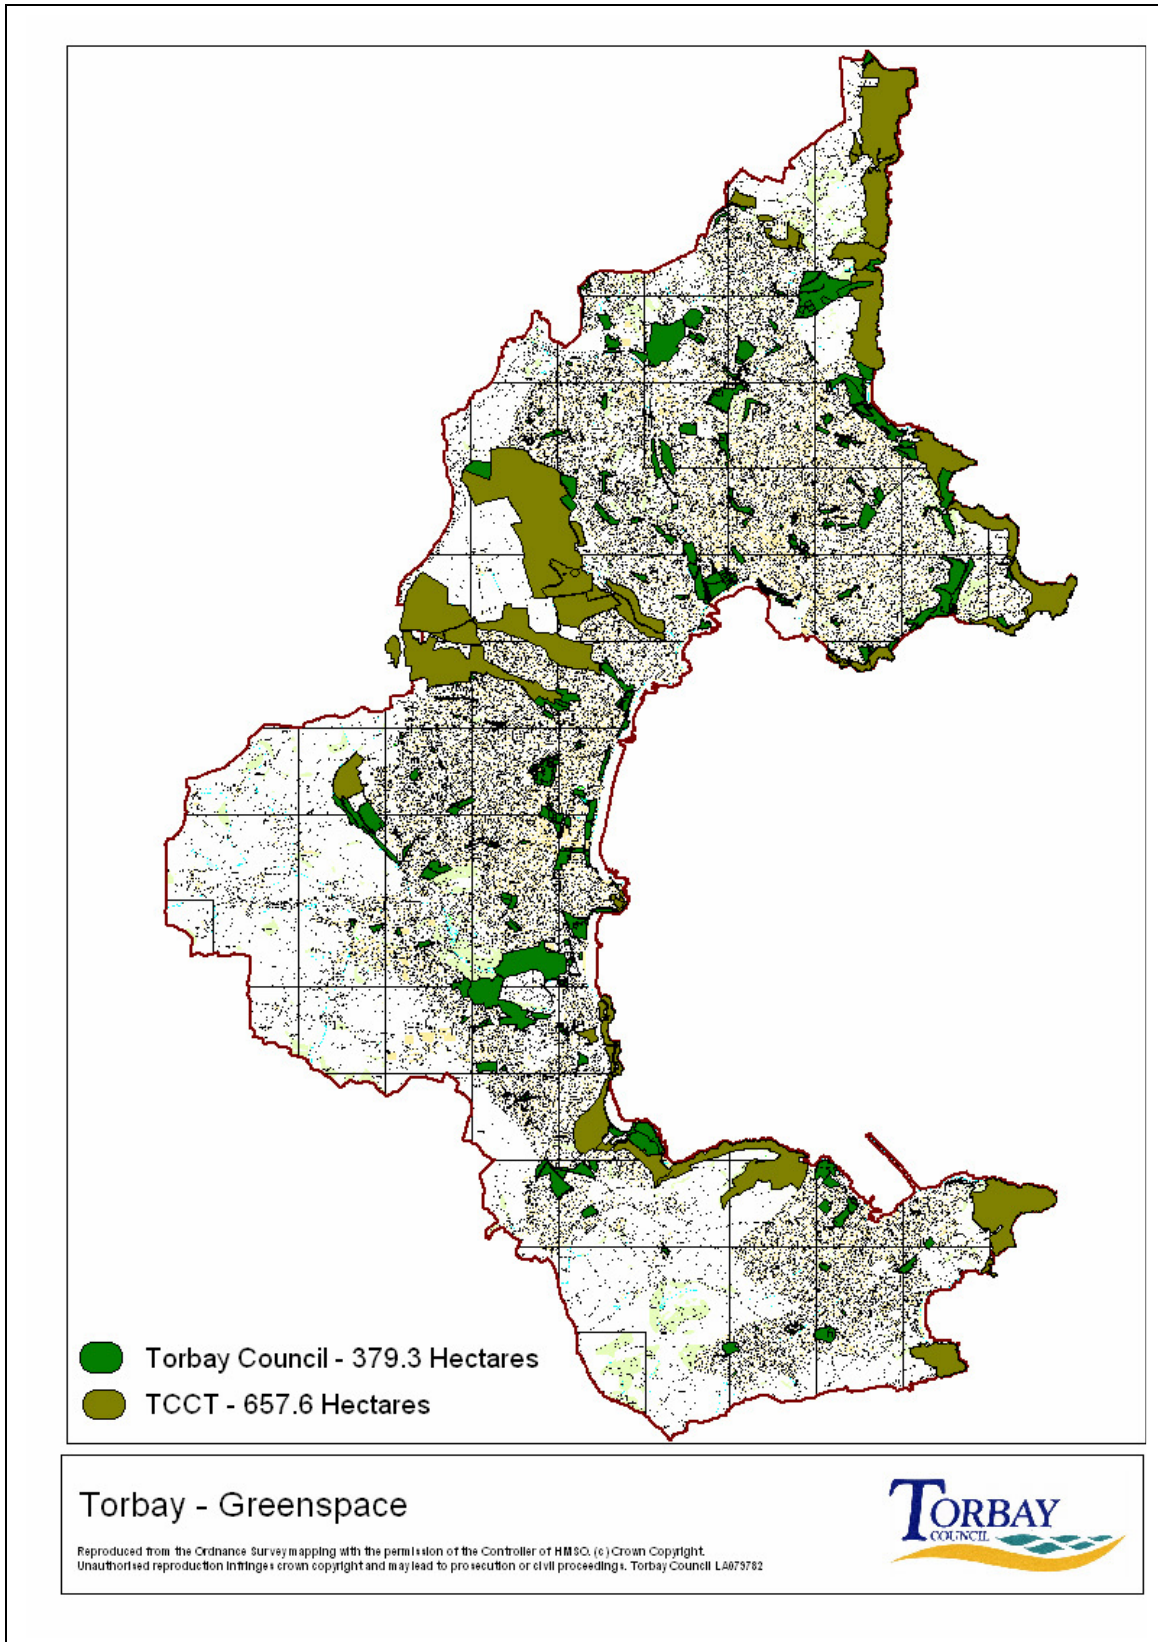 Torbay Council - 379.3 Hectares
TCCT - 657.6 Hectares
Torbay - Greenspace
Reproduced from the Ordnance Survey mapping with the permission of the Controller of HMSO. (c) Crown Copyright.
Unauthorised reproduction infringes crown copyright and may lead to prosecution or civil proceedings. Torbay Council LA079782
TORBAY
COUNCIL